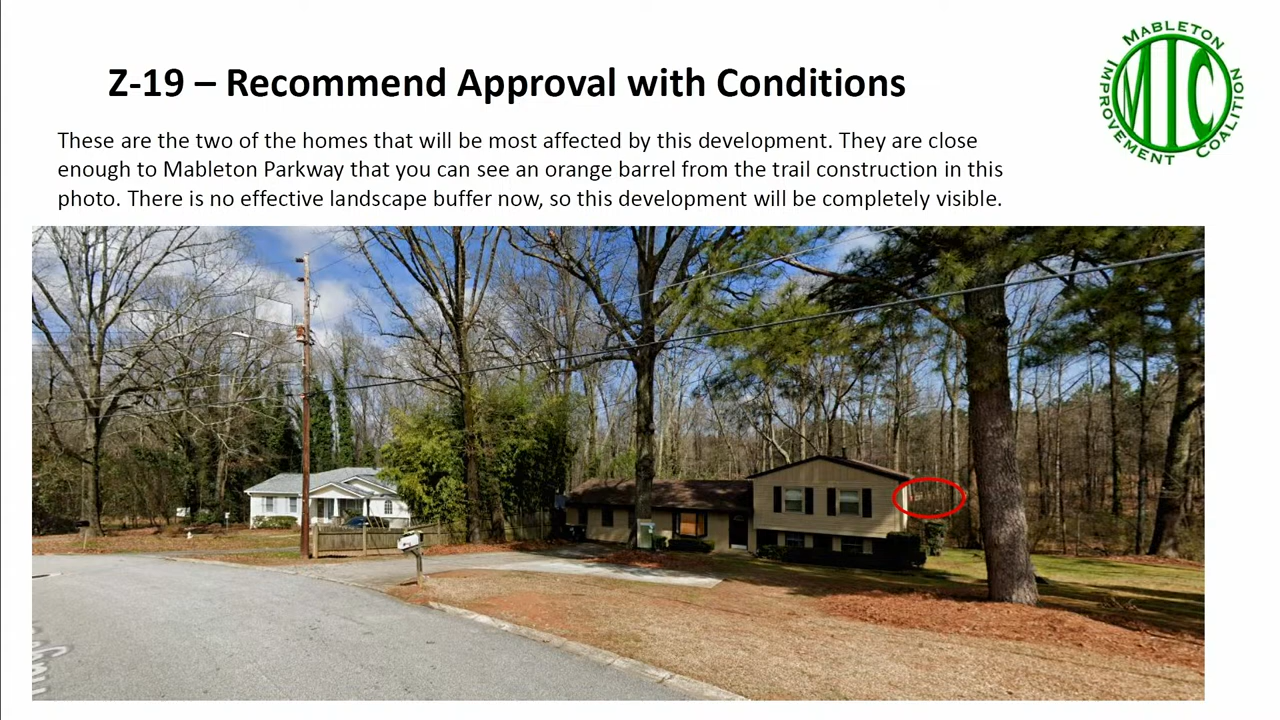 Z-19 – Recommend Approval with Conditions
MABLETON
IMPROVEMENT
COALITION
MIC
These are the two of the homes that will be most affected by this development. They are close
enough to Mableton Parkway that you can see an orange barrel from the trail construction in this
photo. There is no effective landscape buffer now, so this development will be completely visible.